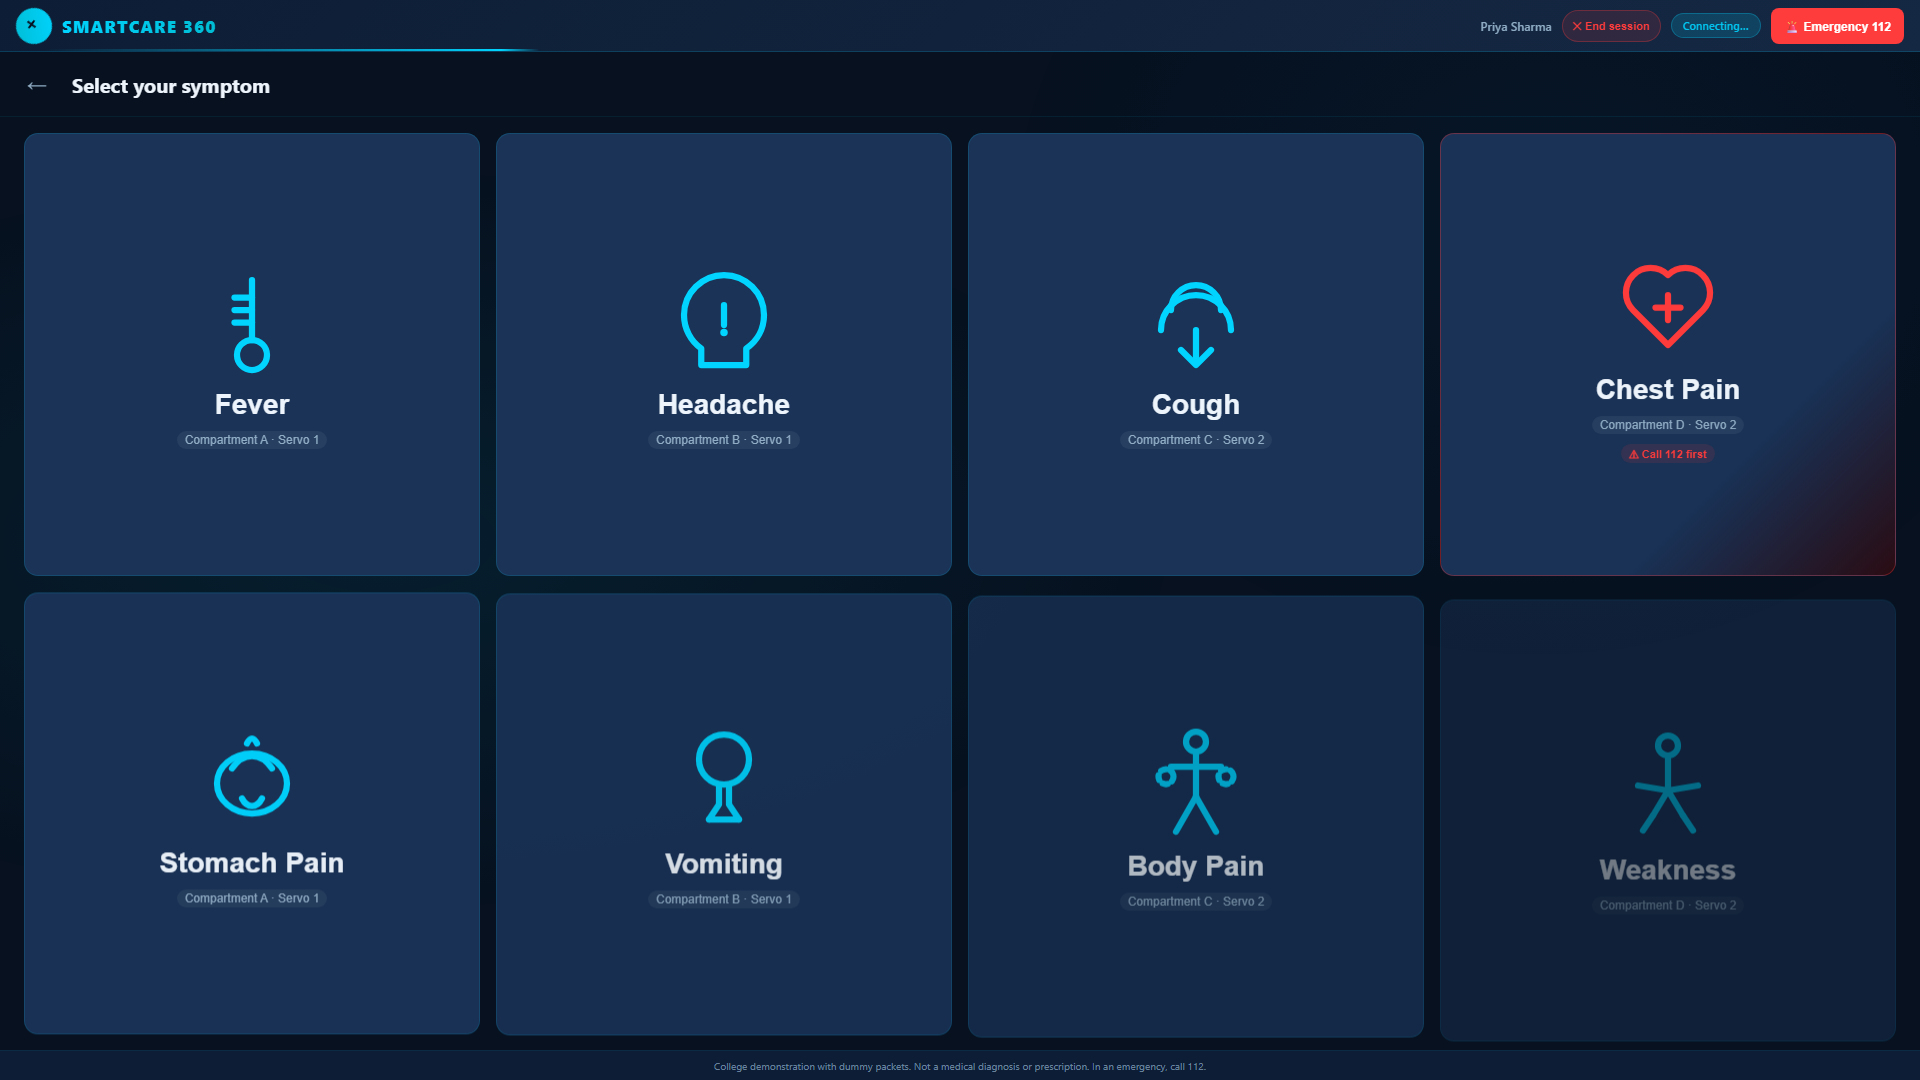 SMARTCARE 360
Priya Sharma
✕ End session
Connecting...
🚨 Emergency 112
← Select your symptom
Fever
Compartment A · Servo 1
Headache
Compartment B · Servo 1
Cough
Compartment C · Servo 2
Chest Pain
Compartment D · Servo 2
⚠ Call 112 first
Stomach Pain
Compartment A · Servo 1
Vomiting
Compartment B · Servo 1
Body Pain
Compartment C · Servo 2
Weakness
Compartment D · Servo 2
College demonstration with dummy packets. Not a medical diagnosis or prescription. In an emergency, call 112.